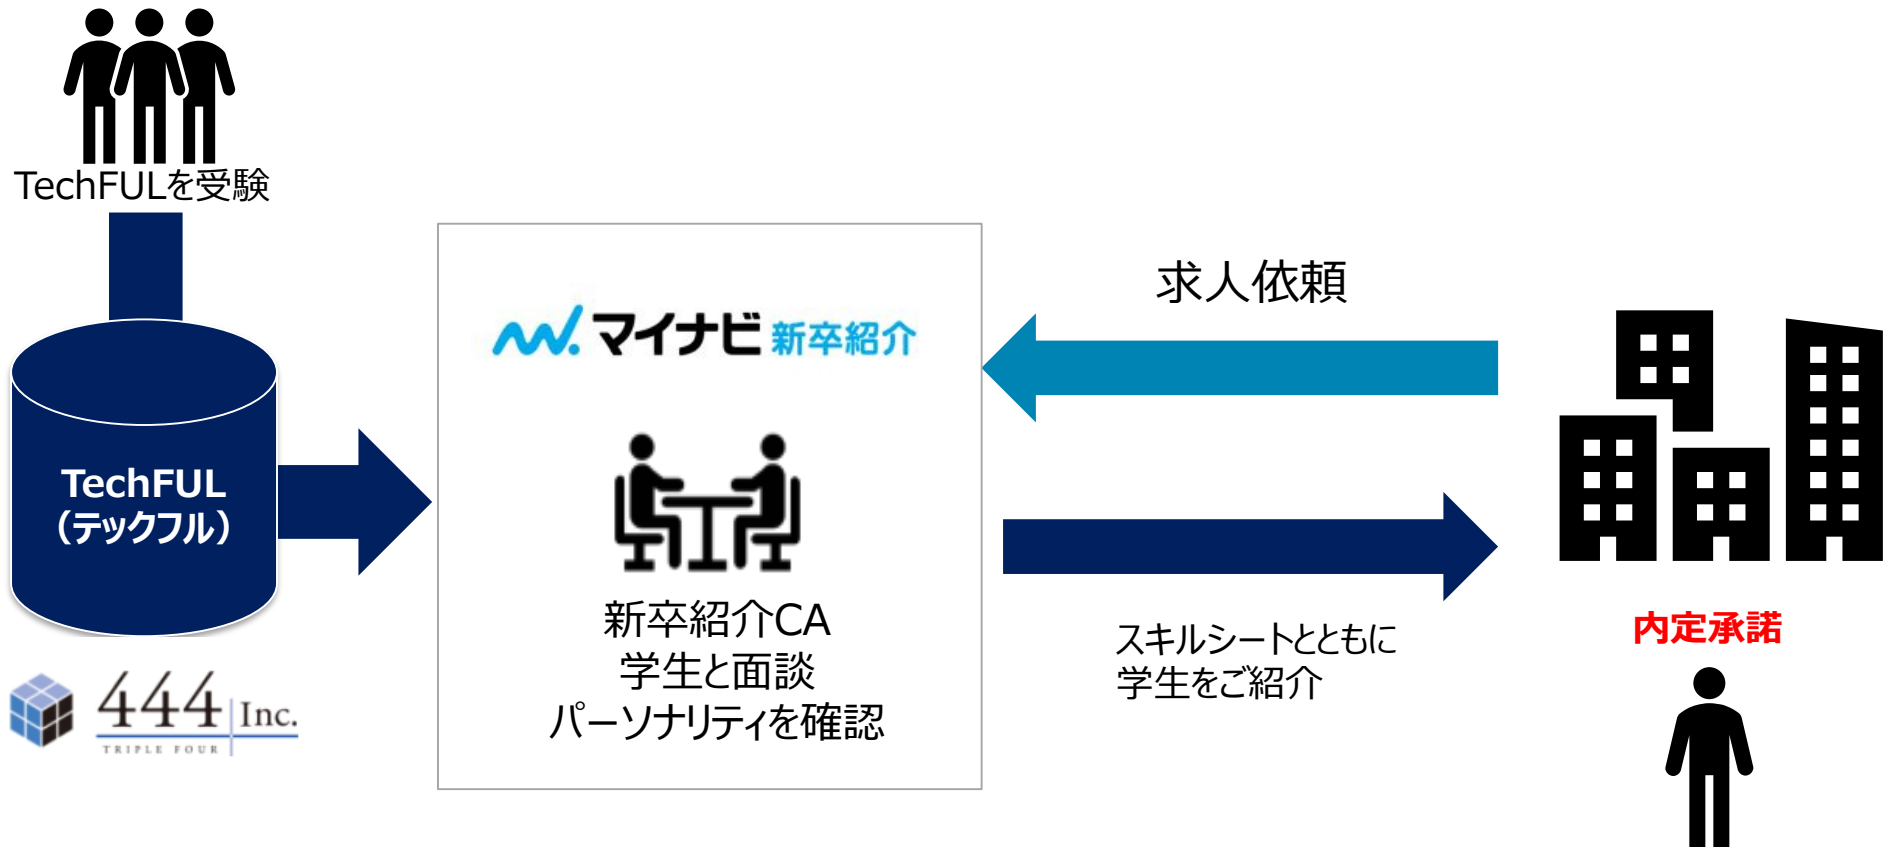 TechFULを受験
TechFUL
（テックフル）
444 Inc.
TRIPLE FOUR
マイナビ 新卒紹介
新卒紹介CA
学生と面談
パーソナリティを確認
求人依頼
スキルシートとともに
学生をご紹介
内定承諾